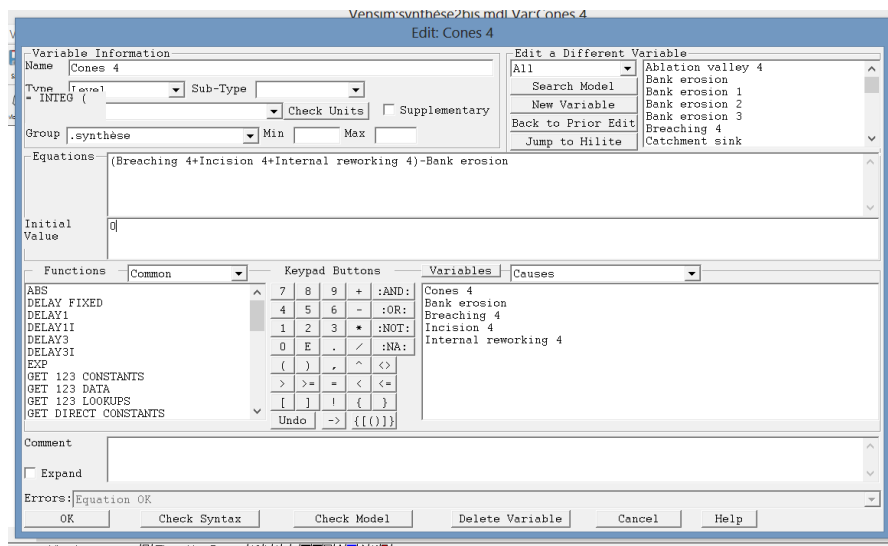 Vensim:synthèse2bis.mdl Var:Cones 4
Edit: Cones 4
Variable Information
Name Cones 4
Type Level Sub-Type
= INTEG (
Check Units Supplementary
Group .synthèse Min Max
Edit a Different Variable
All
Search Model
New Variable
Back to Prior Edit
Jump to Hilite
Ablation valley 4
Bank erosion
Bank erosion 1
Bank erosion 2
Bank erosion 3
Breaching 4
Catchment sink
Equations (Breaching 4+Incision 4+Internal reworking 4)-Bank erosion
Initial Value 0
Functions Common
ABS
DELAY FIXED
DELAY1
DELAY1I
DELAY3
DELAY3I
EXP
GET 123 CONSTANTS
GET 123 DATA
GET 123 LOOKUPS
GET DIRECT CONSTANTS
Keypad Buttons
7 8 9 + :AND:
4 5 6 - :OR:
1 2 3 * :NOT:
0 E . / :NA:
( ) , ^ <>
> >= = < <=
[ ] ! { }
Undo -> {[()]}
Variables Causes
Cones 4
Bank erosion
Breaching 4
Incision 4
Internal reworking 4
Comment
Expand
Errors: Equation OK
OK Check Syntax Check Model Delete Variable Cancel Help